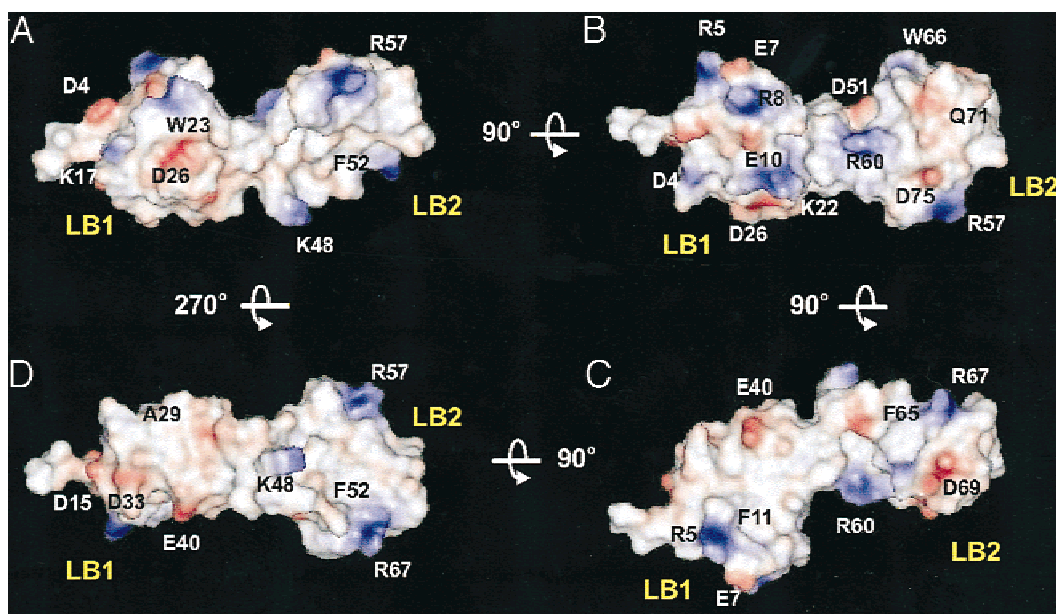 A
R57
D4
W23
K17
D26
F52
LB1
LB2
K48
90°
B
R5
E7
W66
D51
R8
Q71
E10
R60
D4
D75
LB2
K22
R57
LB1
D26
270°
90°
D
R57
A29
LB2
K48
D15
D33
F52
E40
LB1
R67
90°
C
E40
R67
F65
D69
R5
F11
R60
LB2
LB1
E7